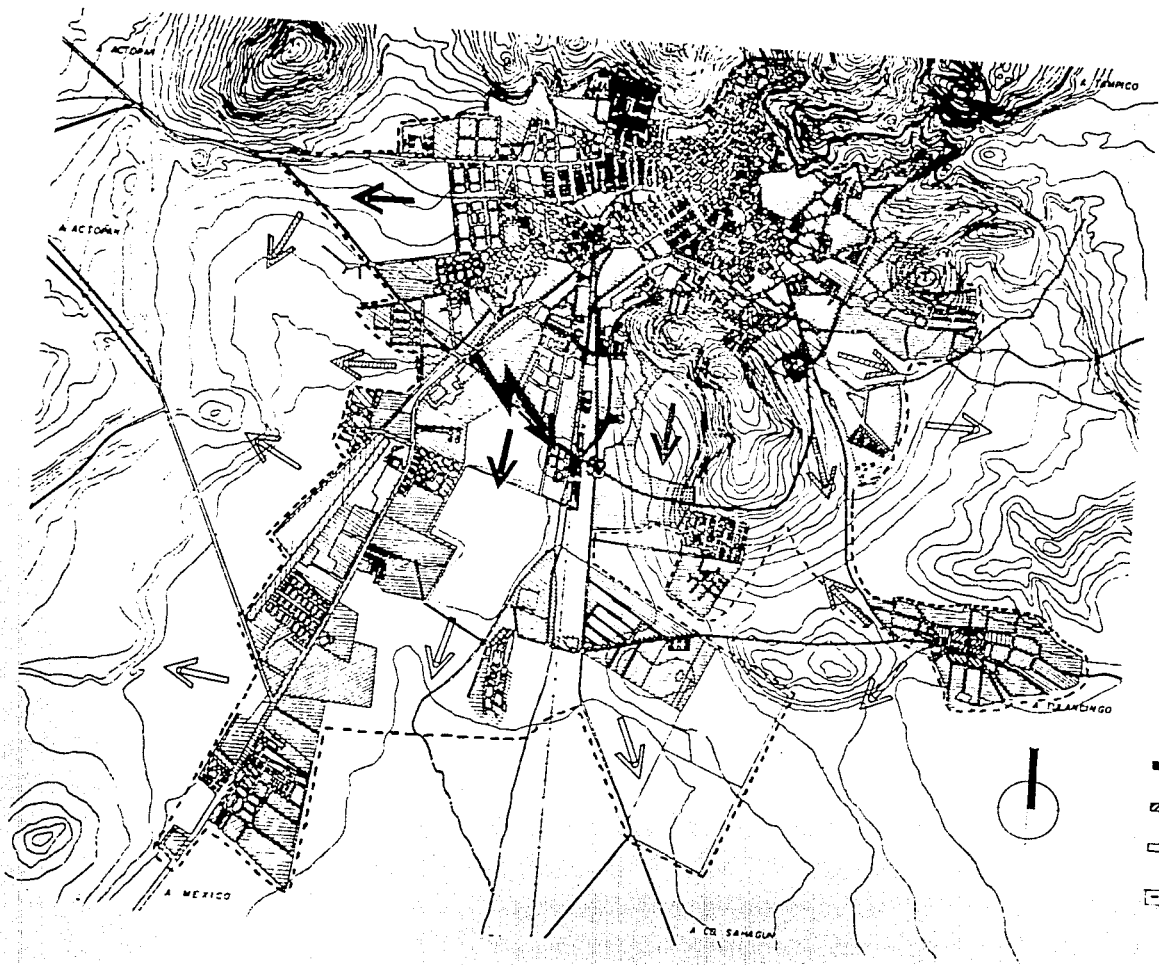 A ACTOPAN
A TAMPICO
A ACTOPAN
A TULANCINGO
A MEXICO
A CD. SAHAGUN